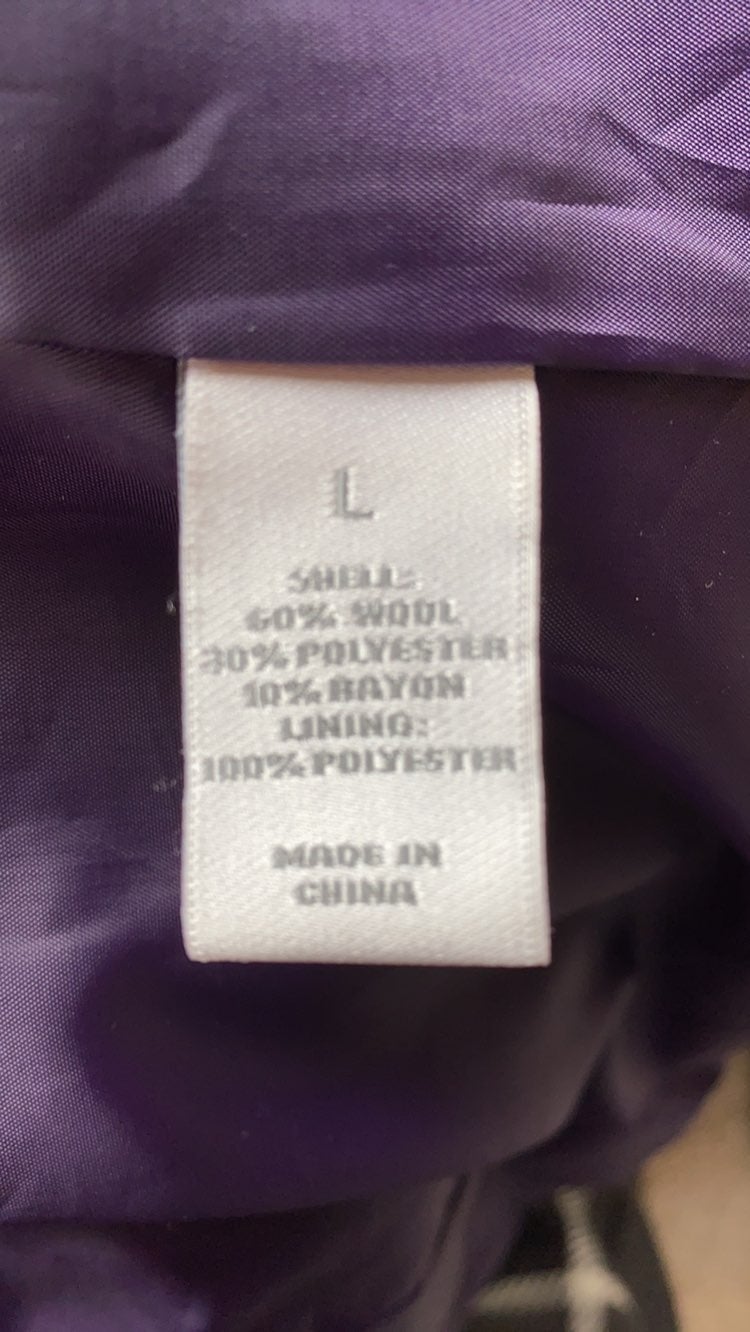 L
SHELL:
60% WOOL
30% POLYESTER
10% RAYON
LINING:
100% POLYESTER
MADE IN
CHINA